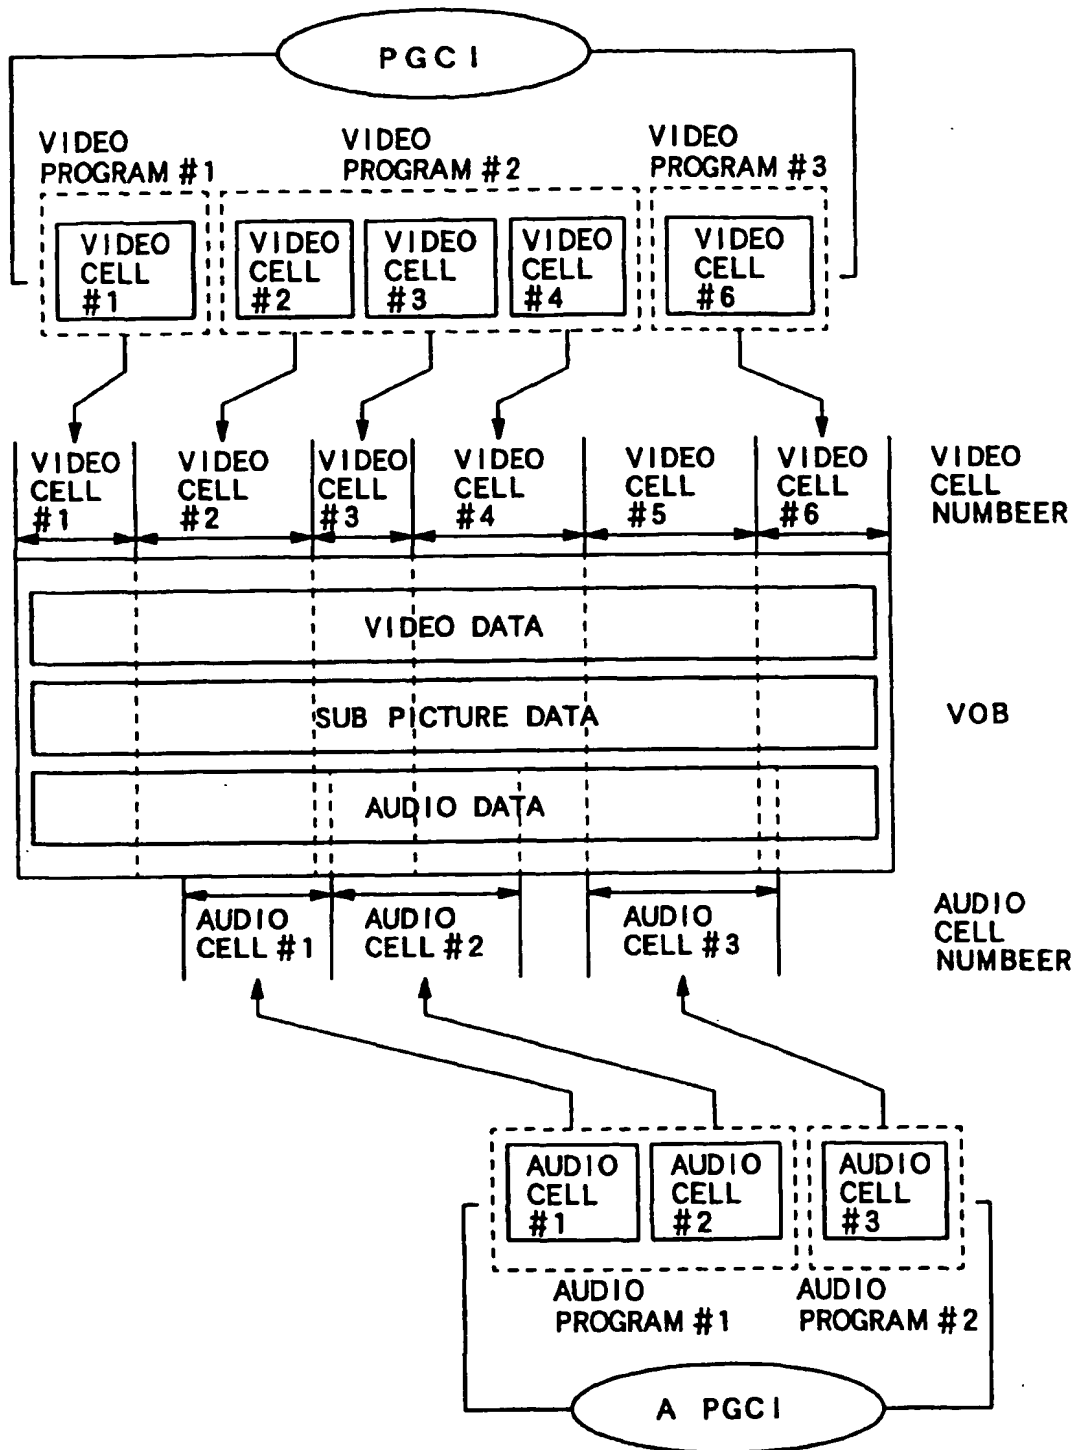 PGCI
VIDEO
PROGRAM #1
VIDEO
PROGRAM #2
VIDEO
PROGRAM #3
VIDEO
CELL
#1
VIDEO
CELL
#2
VIDEO
CELL
#3
VIDEO
CELL
#4
VIDEO
CELL
#6
VIDEO
CELL
#1
VIDEO
CELL
#2
VIDEO
CELL
#3
VIDEO
CELL
#4
VIDEO
CELL
#5
VIDEO
CELL
#6
VIDEO
CELL
NUMBEER
VIDEO DATA
SUB PICTURE DATA
VOB
AUDIO DATA
AUDIO
CELL #1
AUDIO
CELL #2
AUDIO
CELL #3
AUDIO
CELL
NUMBEER
AUDIO
CELL
#1
AUDIO
CELL
#2
AUDIO
CELL
#3
AUDIO
PROGRAM #1
AUDIO
PROGRAM #2
A PGCI